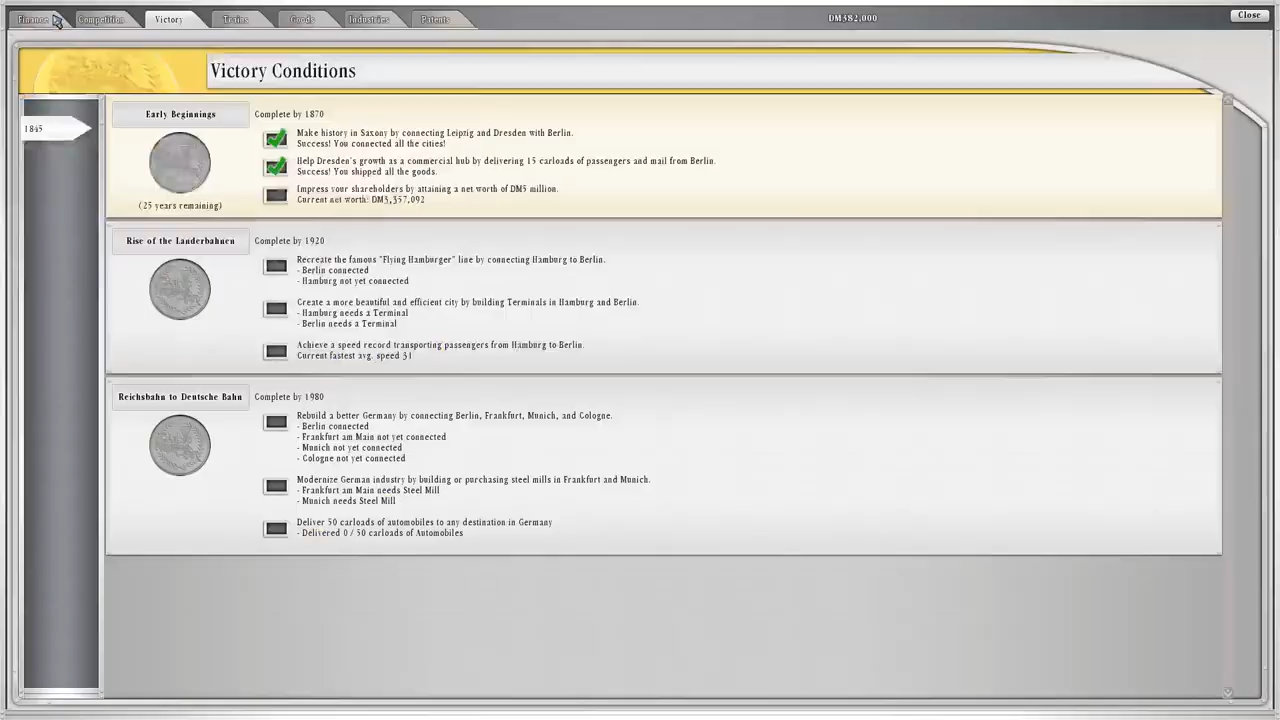 Finance
Competition
Victory
Trains
Goods
Industries
Patents
DM382,000
Close
Victory Conditions
1845
Early Beginnings
Complete by 1870
Make history in Saxony by connecting Leipzig and Dresden with Berlin.
Success! You connected all the cities!
Help Dresden's growth as a commercial hub by delivering 15 carloads of passengers and mail from Berlin.
Success! You shipped all the goods.
Impress your shareholders by attaining a net worth of DM5 million.
Current net worth: DM3,357,092
(25 years remaining)
Rise of the Landerbahnen
Complete by 1920
Recreate the famous "Flying Hamburger" line by connecting Hamburg to Berlin.
- Berlin connected
- Hamburg not yet connected
Create a more beautiful and efficient city by building Terminals in Hamburg and Berlin.
- Hamburg needs a Terminal
- Berlin needs a Terminal
Achieve a speed record transporting passengers from Hamburg to Berlin.
Current fastest avg. speed 31
Reichsbahn to Deutsche Bahn
Complete by 1980
Rebuild a better Germany by connecting Berlin, Frankfurt, Munich, and Cologne.
- Berlin connected
- Frankfurt am Main not yet connected
- Munich not yet connected
- Cologne not yet connected
Modernize German industry by building or purchasing steel mills in Frankfurt and Munich.
- Frankfurt am Main needs Steel Mill
- Munich needs Steel Mill
Deliver 50 carloads of automobiles to any destination in Germany
- Delivered 0 / 50 carloads of Automobiles